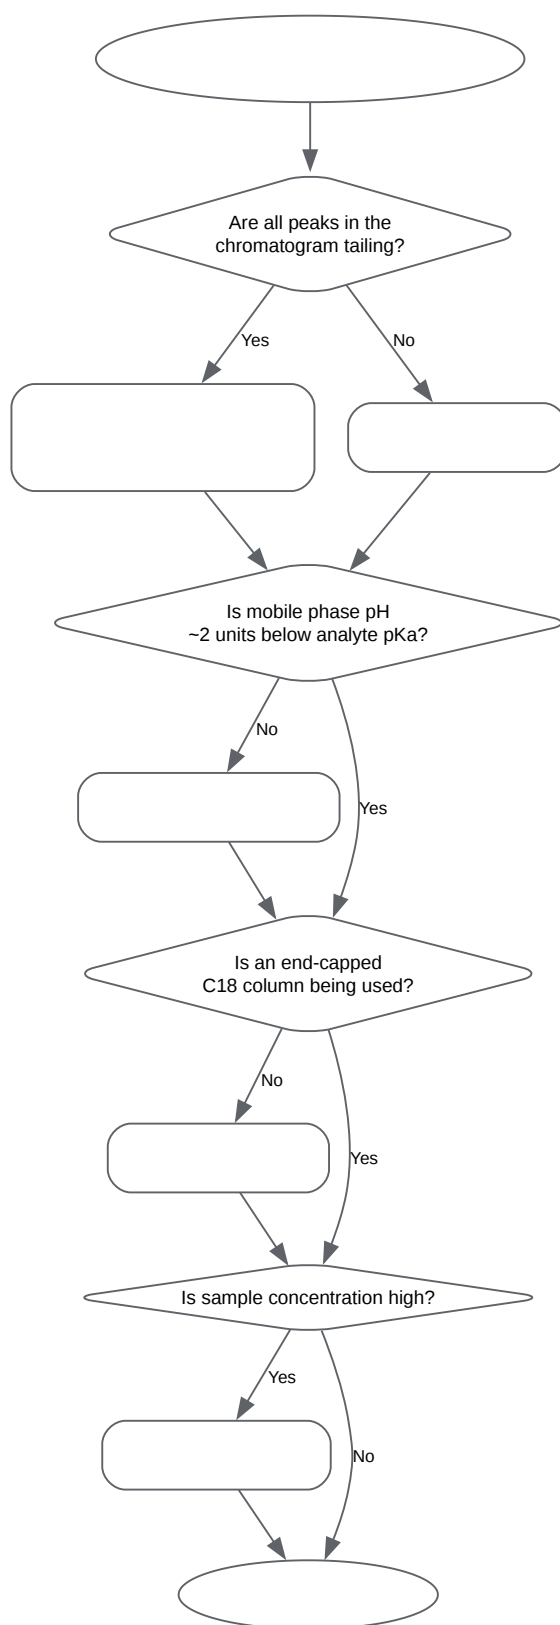 Are all peaks in the
chromatogram tailing?
Yes
No
Is mobile phase pH
~2 units below analyte pKa?
No
Yes
Is an end-capped
C18 column being used?
No
Yes
Is sample concentration high?
Yes
No